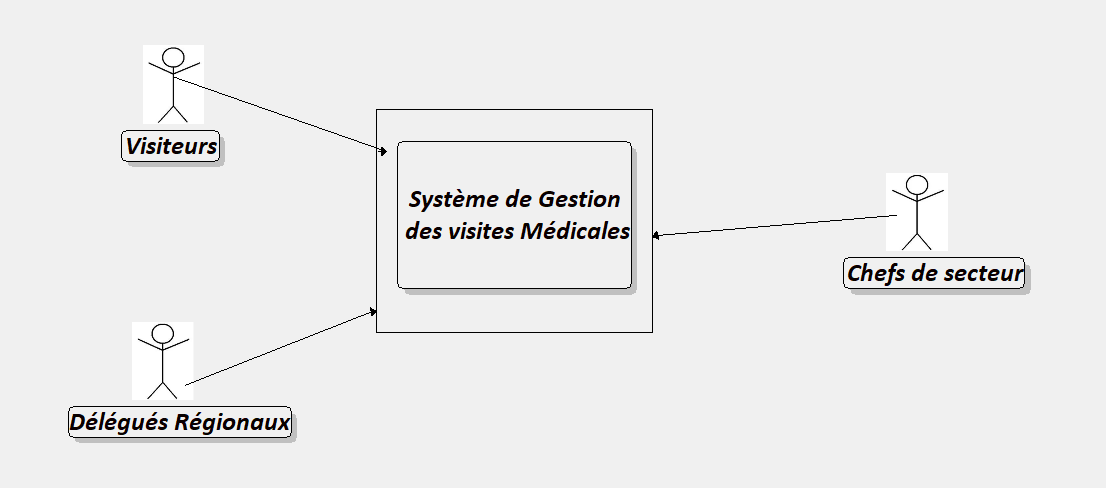 Visiteurs
Système de Gestion
des visites Médicales
Chefs de secteur
Délégués Régionaux